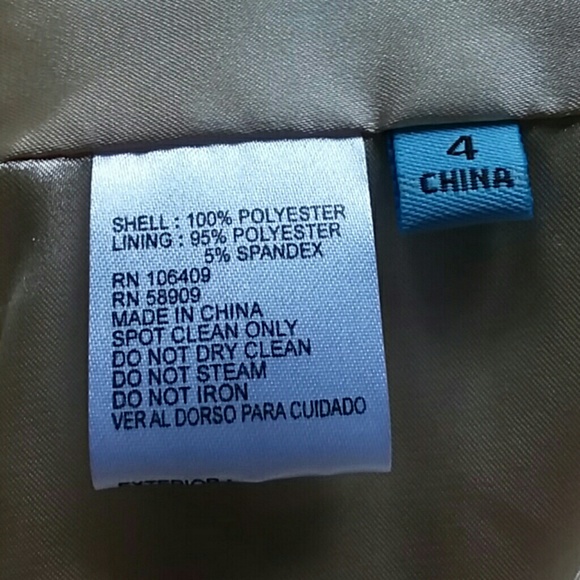 4
CHINA
SHELL : 100% POLYESTER
LINING : 95% POLYESTER
5% SPANDEX
RN 106409
RN 58909
MADE IN CHINA
SPOT CLEAN ONLY
DO NOT DRY CLEAN
DO NOT STEAM
DO NOT IRON
VER AL DORSO PARA CUIDADO
EXTERIOR :